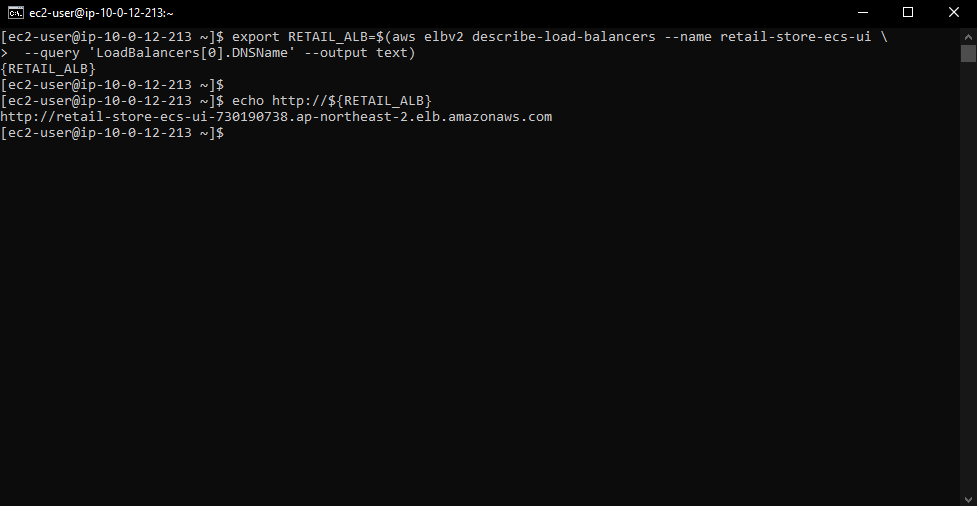 ec2-user@ip-10-0-12-213:~
[ec2-user@ip-10-0-12-213 ~]$ export RETAIL_ALB=$(aws elbv2 describe-load-balancers --name retail-store-ecs-ui \
>  --query 'LoadBalancers[0].DNSName' --output text)
{RETAIL_ALB}
[ec2-user@ip-10-0-12-213 ~]$
[ec2-user@ip-10-0-12-213 ~]$ echo http://${RETAIL_ALB}
http://retail-store-ecs-ui-730190738.ap-northeast-2.elb.amazonaws.com
[ec2-user@ip-10-0-12-213 ~]$